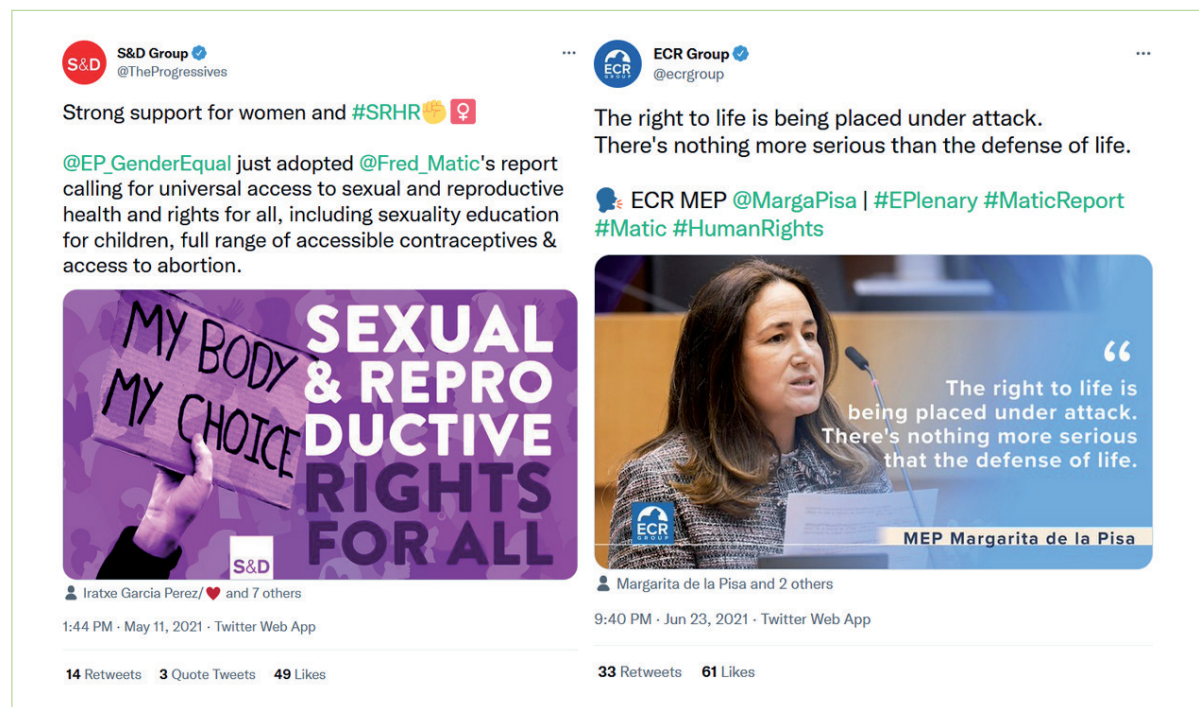 S&D
S&D Group
@TheProgressives
...
Strong support for women and #SRHR
@EP_GenderEqual just adopted @Fred_Matic's report
calling for universal access to sexual and reproductive
health and rights for all, including sexuality education
for children, full range of accessible contraceptives &
access to abortion.
MY BODY
MY CHOICE
SEXUAL
& REPRO
DUCTIVE
RIGHTS
FOR ALL
S&D
Iratxe Garcia Perez/❤ and 7 others
1:44 PM · May 11, 2021 · Twitter Web App
14 Retweets 3 Quote Tweets 49 Likes
ECR
GROUP
ECR Group
@ecrgroup
...
The right to life is being placed under attack.
There's nothing more serious than the defense of life.
ECR MEP @MargaPisa | #EPlenary #MaticReport
#Matic #HumanRights
“
The right to life is
being placed under attack.
There's nothing more serious
that the defense of life.
ECR
GROUP
MEP Margarita de la Pisa
Margarita de la Pisa and 2 others
9:40 PM · Jun 23, 2021 · Twitter Web App
33 Retweets 61 Likes